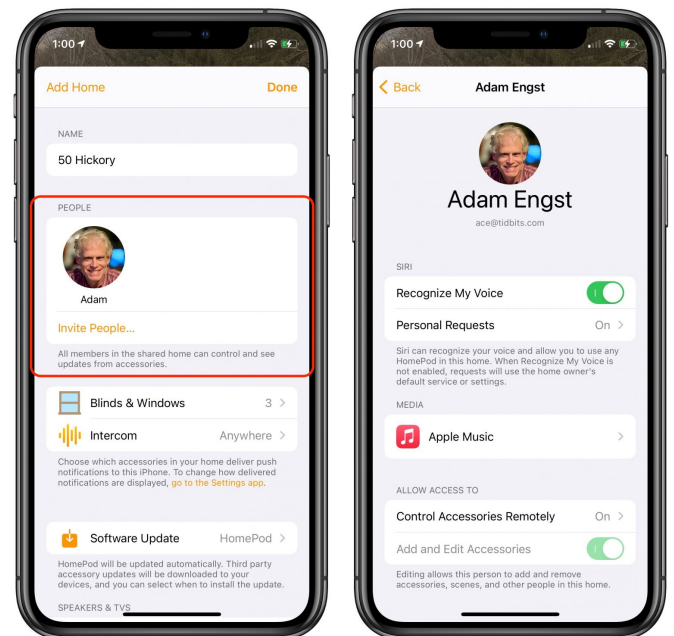 1:00
Add Home
Done
NAME
50 Hickory
PEOPLE
Adam
Invite People...
All members in the shared home can control and see
updates from accessories.
Blinds & Windows 3
Intercom Anywhere
Choose which accessories in your home deliver push
notifications to this iPhone. To change how delivered
notifications are displayed, go to the Settings app.
Software Update HomePod
HomePod will be updated automatically. Third party
accessory updates will be downloaded to your
devices, and you can select when to install the update.
SPEAKERS & TVS
1:00
Back
Adam Engst
Adam Engst
ace@tidbits.com
SIRI
Recognize My Voice
Personal Requests On
Siri can recognize your voice and allow you to use any
HomePod in this home. When Recognize My Voice is
not enabled, requests will use the home owner's
default service or settings.
MEDIA
Apple Music
ALLOW ACCESS TO
Control Accessories Remotely On
Add and Edit Accessories
Editing allows this person to add and remove
accessories, scenes, and other people in this home.